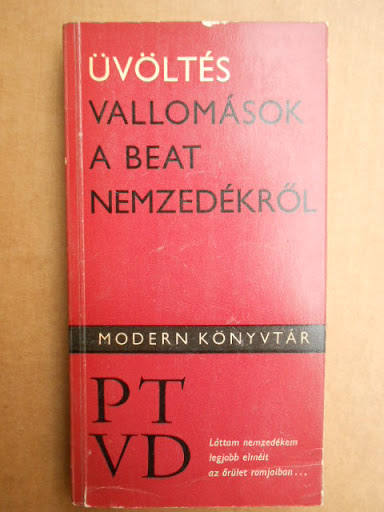 ÜVÖLTÉS
VALLOMÁSOK
A BEAT
NEMZEDÉKRŐL
MODERN KÖNYVTÁR
PT
VD
Láttam nemzedékem
legjobb elméit
az őrület romjaiban...